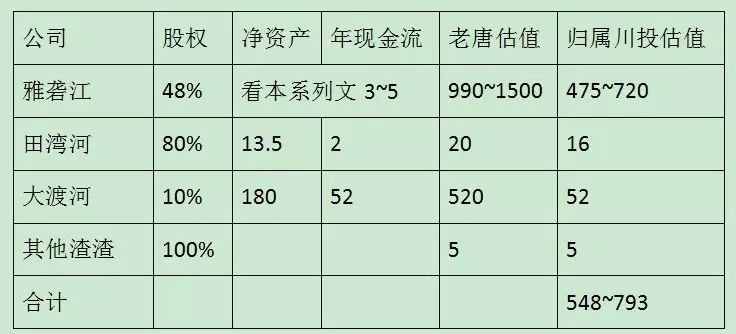 公司 股权 净资产 年现金流 老唐估值 归属川投估值
雅砻江 48% 看本系列文 3~5 990~1500 475~720
田湾河 80% 13.5 2 20 16
大渡河 10% 180 52 520 52
其他渣渣 100% 5 5
合计 548~793